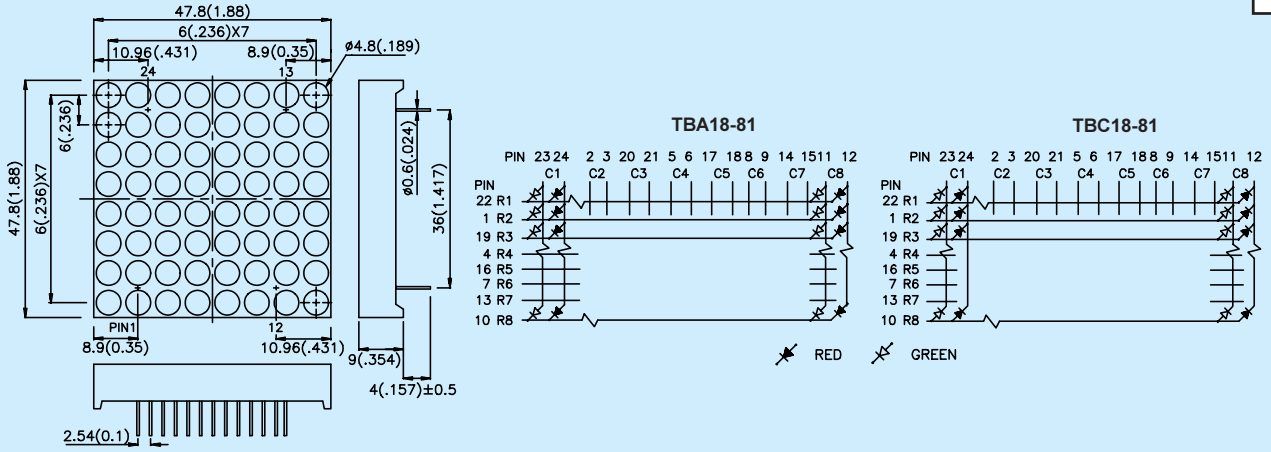 47.8(1.88)
6(.236)X7
10.96(.431) 8.9(0.35)
ø4.8(.189)
24 13
6(.236)
47.8(1.88)
6(.236)X7
PIN1 12
8.9(0.35) 10.96(.431)
ø0.6(.024)
36(1.417)
9(.354)
4(.157)±0.5
2.54(0.1)
TBA18-81
PIN 23 24 2 3 20 21 5 6 17 18 8 9 14 15 11 12
C1 C2 C3 C4 C5 C6 C7 C8
PIN
22 R1
1 R2
19 R3
4 R4
16 R5
7 R6
13 R7
10 R8
TBC18-81
PIN 23 24 2 3 20 21 5 6 17 18 8 9 14 15 11 12
C1 C2 C3 C4 C5 C6 C7 C8
PIN
22 R1
1 R2
19 R3
4 R4
16 R5
7 R6
13 R7
10 R8
RED GREEN